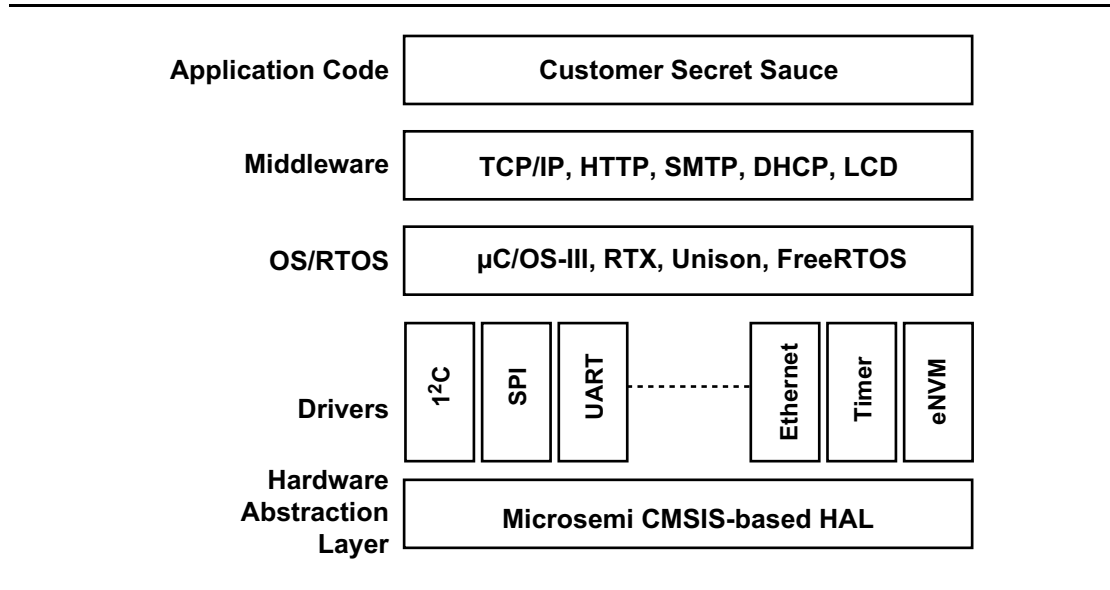 Application Code
Customer Secret Sauce
Middleware
TCP/IP, HTTP, SMTP, DHCP, LCD
OS/RTOS
µC/OS-III, RTX, Unison, FreeRTOS
Drivers
1²C
SPI
UART
Ethernet
Timer
eNVM
Hardware
Abstraction
Layer
Microsemi CMSIS-based HAL